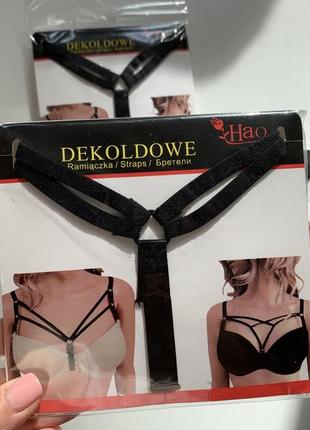 DEKOLDOWE
DEKOLDOWE
Hao
Ramiączka / Straps / Бретели